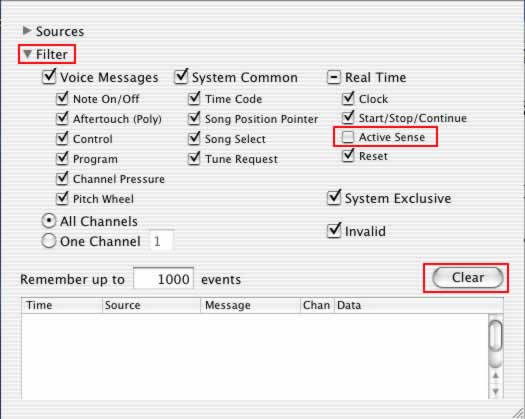 Sources
Filter
Voice Messages System Common Real Time
Note On/Off Time Code Clock
Aftertouch (Poly) Song Position Pointer Start/Stop/Continue
Control Song Select Active Sense
Program Tune Request Reset
Channel Pressure
Pitch Wheel System Exclusive
All Channels
One Channel 1 Invalid
Remember up to 1000 events Clear
Time Source Message Chan Data